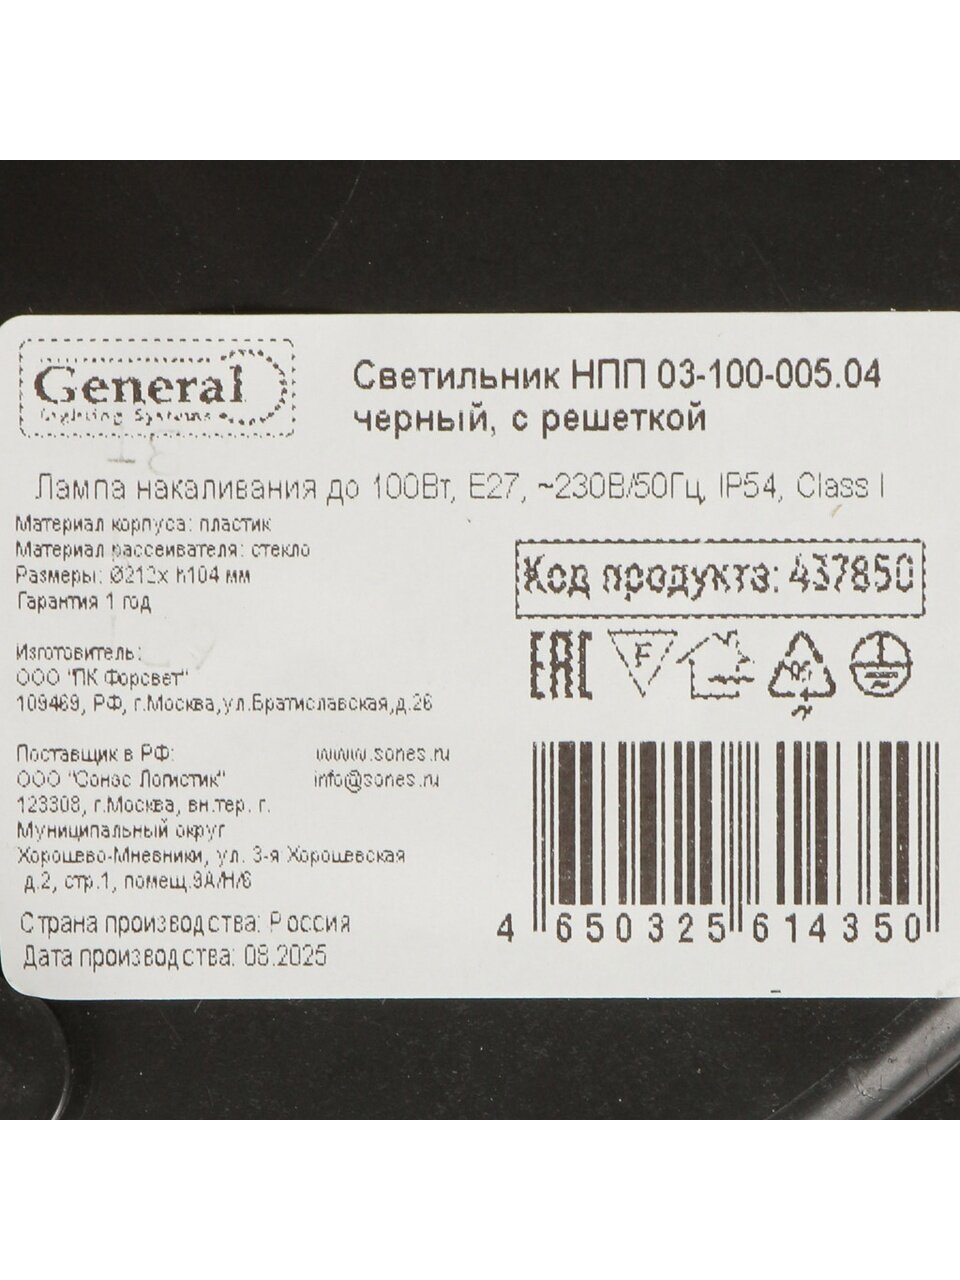 General
Lighting Systems
Светильник НПП 03-100-005.04
черный, с решеткой
Лампа накаливания до 100Вт, E27, ~230В/50Гц, IP54, Class I
Материал корпуса: пластик
Материал рассеивателя: стекло
Размеры: Ø212х h104 мм
Гарантия 1 год
Код продукта: 437850
EAC
F
Изготовитель:
ООО "ПК Форсвет"
109469, РФ, г.Москва,ул.Братиславская,д.26
Поставщик в РФ:
www.sones.ru
ООО "Сонэс Логистик"
info@sones.ru
123308, г.Москва, вн.тер. г.
Муниципальный округ
Хорошево-Мневники, ул. 3-я Хорошевская
д.2, стр.1, помещ.9А/Н/6
Страна производства: Россия
Дата производства: 08.2025
4 650325 614350